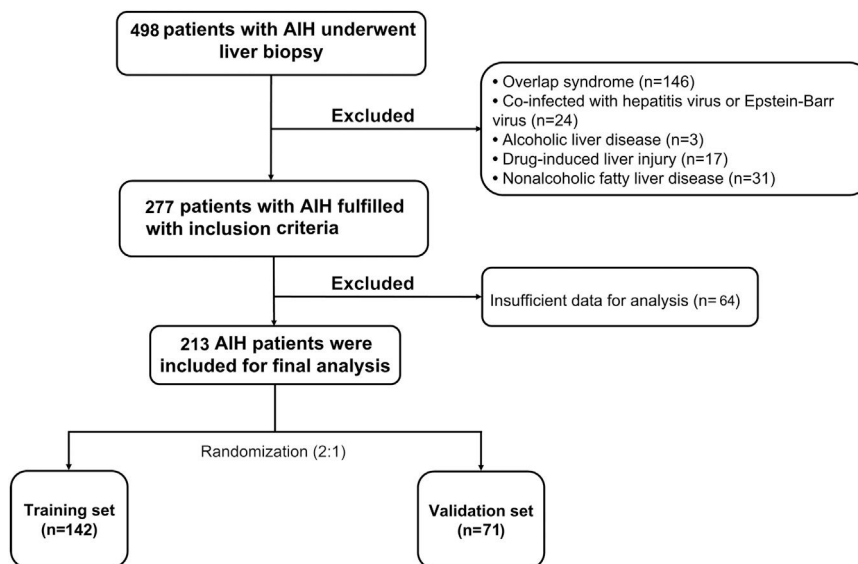 498 patients with AIH underwent
liver biopsy
Excluded
• Overlap syndrome (n=146)
• Co-infected with hepatitis virus or Epstein-Barr
virus (n=24)
• Alcoholic liver disease (n=3)
• Drug-induced liver injury (n=17)
• Nonalcoholic fatty liver disease (n=31)
277 patients with AIH fulfilled
with inclusion criteria
Excluded
Insufficient data for analysis (n=64)
213 AIH patients were
included for final analysis
Randomization (2:1)
Training set
(n=142)
Validation set
(n=71)